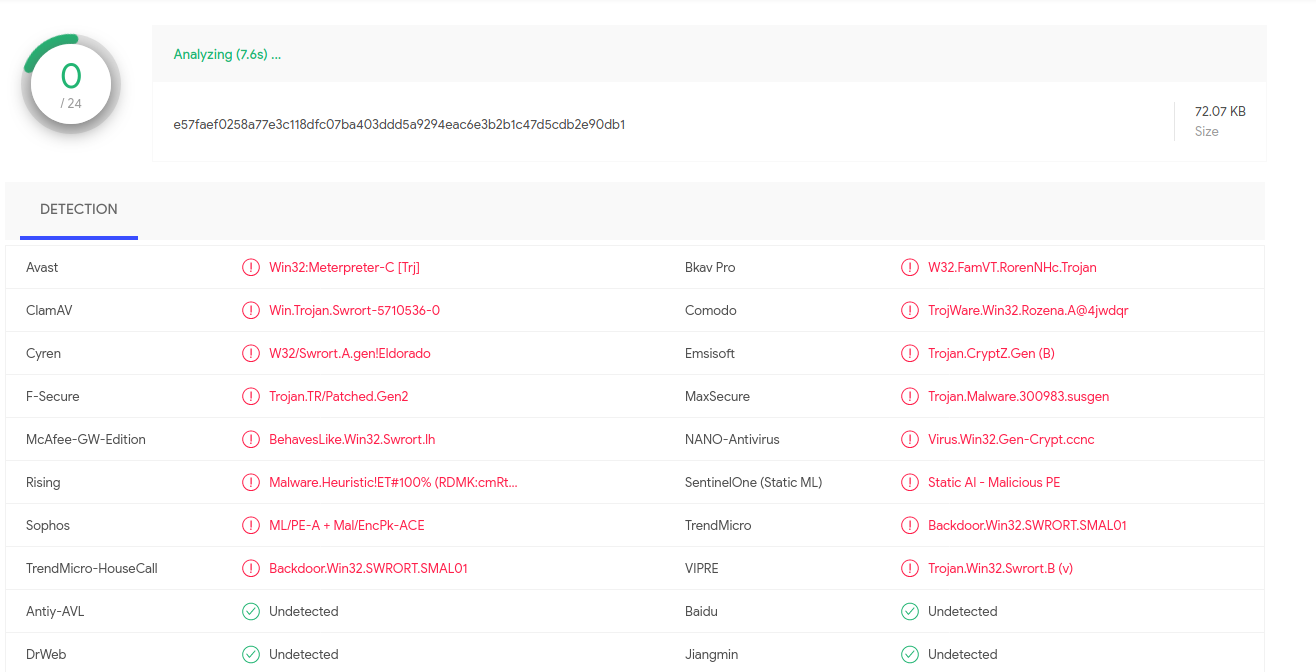 Analyzing (7.6s) ...
0
/ 24
e57faef0258a77e3c118dfc07ba403ddd5a9294eac6e3b2b1c47d5cdb2e90db1
72.07 KB
Size
DETECTION
Avast Win32:Meterpreter-C [Trj] Bkav Pro W32.FamVT.RorenNHc.Trojan
ClamAV Win.Trojan.Swrort-5710536-0 Comodo TrojWare.Win32.Rozena.A@4jwdqr
Cyren W32/Swrort.A.gen!Eldorado Emsisoft Trojan.CryptZ.Gen (B)
F-Secure Trojan.TR/Patched.Gen2 MaxSecure Trojan.Malware.300983.susgen
McAfee-GW-Edition BehavesLike.Win32.Swrort.lh NANO-Antivirus Virus.Win32.Gen-Crypt.ccnc
Rising Malware.Heuristic!ET#100% (RDMK:cmRt... SentinelOne (Static ML) Static AI - Malicious PE
Sophos ML/PE-A + Mal/EncPk-ACE TrendMicro Backdoor.Win32.SWRORT.SMAL01
TrendMicro-HouseCall Backdoor.Win32.SWRORT.SMAL01 VIPRE Trojan.Win32.Swrort.B (v)
Antiy-AVL Undetected Baidu Undetected
DrWeb Undetected Jiangmin Undetected